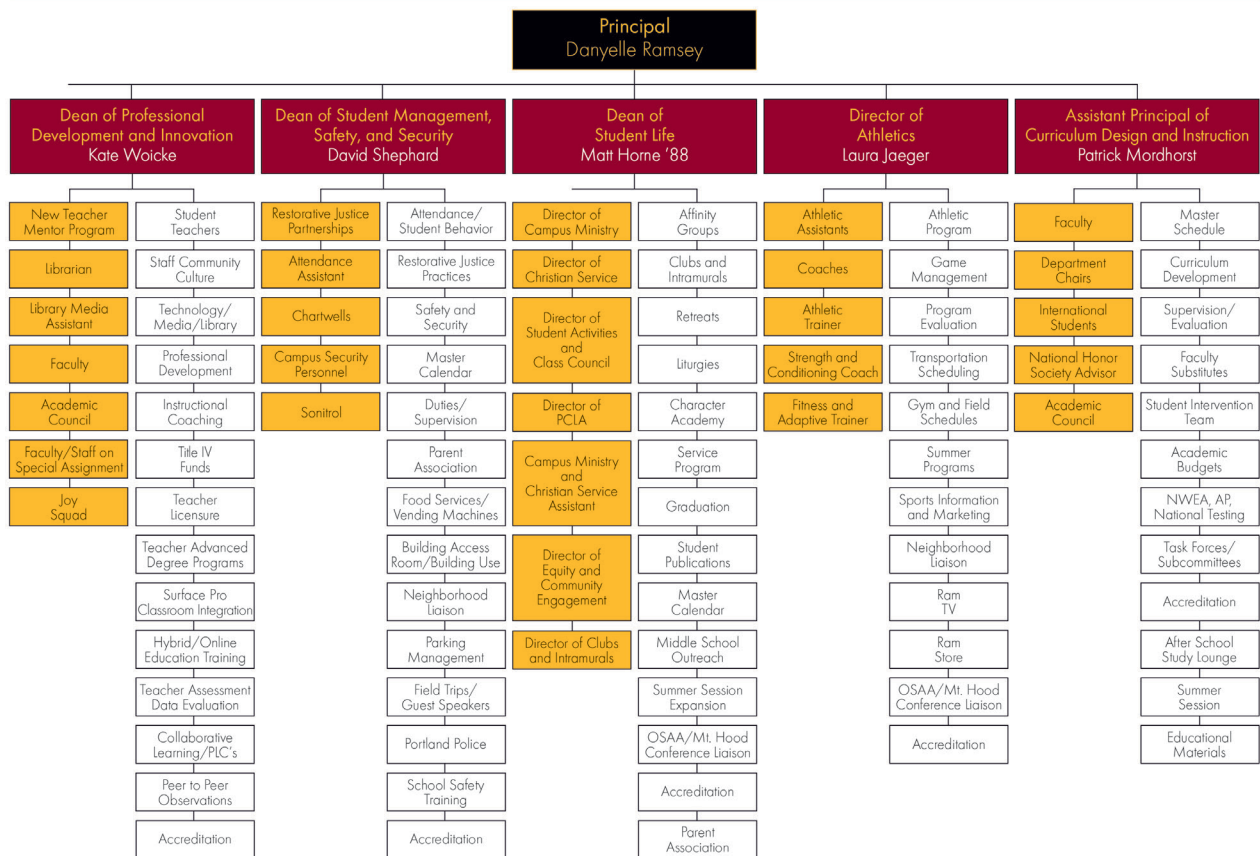 Principal
Danyelle Ramsey
Dean of Professional
Development and Innovation
Kate Woicke
New Teacher
Mentor Program
Librarian
Library Media
Assistant
Faculty
Academic
Council
Faculty/Staff on
Special Assignment
Joy
Squad
Student
Teachers
Staff Community
Culture
Technology/
Media/Library
Professional
Development
Instructional
Coaching
Title IV
Funds
Teacher
Licensure
Teacher Advanced
Degree Programs
Surface Pro
Classroom Integration
Hybrid/Online
Education Training
Teacher Assessment
Data Evaluation
Collaborative
Learning/PLC's
Peer to Peer
Observations
Accreditation
Dean of Student Management,
Safety, and Security
David Shephard
Restorative Justice
Partnerships
Attendance
Assistant
Chartwells
Campus Security
Personnel
Sonitrol
Attendance/
Student Behavior
Restorative Justice
Practices
Safety and
Security
Master
Calendar
Duties/
Supervision
Parent
Association
Food Services/
Vending Machines
Building Access
Room/Building Use
Neighborhood
Liaison
Parking
Management
Field Trips/
Guest Speakers
Portland Police
School Safety
Training
Accreditation
Dean of
Student Life
Matt Horne '88
Director of
Campus Ministry
Director of
Christian Service
Director of
Student Activities
and
Class Council
Director of
PCLA
Campus Ministry
and
Christian Service
Assistant
Director of
Equity and
Community
Engagement
Director of Clubs
and Intramurals
Affinity
Groups
Clubs and
Intramurals
Retreats
Liturgies
Character
Academy
Service
Program
Graduation
Student
Publications
Master
Calendar
Middle School
Outreach
Summer Session
Expansion
OSAA/Mt. Hood
Conference Liaison
Accreditation
Parent
Association
Director of
Athletics
Laura Jaeger
Athletic
Assistants
Coaches
Athletic
Trainer
Strength and
Conditioning Coach
Fitness and
Adaptive Trainer
Athletic
Program
Game
Management
Program
Evaluation
Transportation
Scheduling
Gym and Field
Schedules
Summer
Programs
Sports Information
and Marketing
Neighborhood
Liaison
Ram
TV
Ram
Store
OSAA/Mt. Hood
Conference Liaison
Accreditation
Assistant Principal of
Curriculum Design and Instruction
Patrick Mordhorst
Faculty
Department
Chairs
International
Students
National Honor
Society Advisor
Academic
Council
Master
Schedule
Curriculum
Development
Supervision/
Evaluation
Faculty
Substitutes
Student Intervention
Team
Academic
Budgets
NWEA, AP,
National Testing
Task Forces/
Subcommittees
Accreditation
After School
Study Lounge
Summer
Session
Educational
Materials